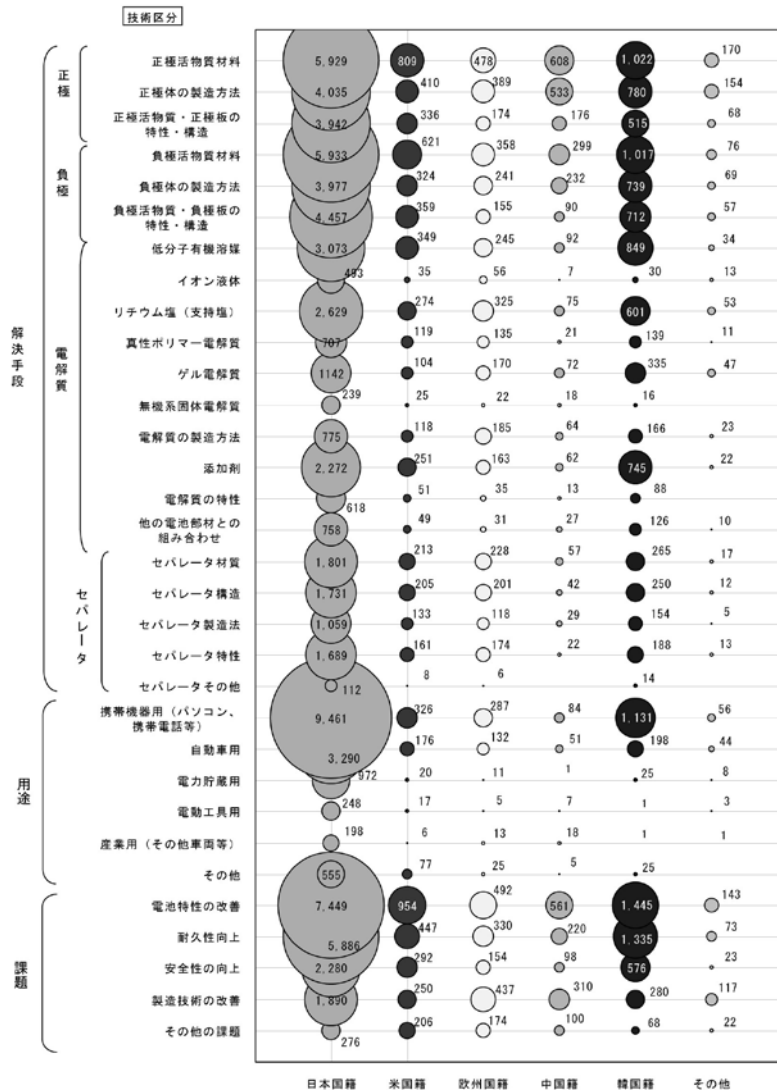 技術区分
正極活物質材料 5,929 809 478 608 1,022 170
正極体の製造方法 4,035 410 389 533 780 154
正極活物質・正極板の
特性・構造 3,942 336 174 176 515 68
負極活物質材料 5,933 621 358 299 1,017 76
負極体の製造方法 3,977 324 241 232 739 69
負極活物質・負極板の
特性・構造 4,457 359 155 90 712 57
低分子有機溶媒 3,073 349 245 92 849 34
イオン液体 493 35 56 7 30 13
リチウム塩（支持塩） 2,629 274 325 75 601 53
真性ポリマー電解質 707 119 135 21 139 11
ゲル電解質 1142 104 170 72 335 47
無機系固体電解質 239 25 22 18 16
電解質の製造方法 775 118 185 64 166 23
添加剤 2,272 251 163 62 745 22
電解質の特性 618 51 35 13 88
他の電池部材との
組み合わせ 758 49 31 27 126 10
セパレータ材質 1,801 213 228 57 265 17
セパレータ構造 1,731 205 201 42 250 12
セパレータ製造法 1,059 133 118 29 154 5
セパレータ特性 1,689 161 174 22 188 13
セパレータその他 112 8 6 14
携帯機器用（パソコン、
携帯電話等） 9,461 326 287 84 1,131 56
自動車用 3,290 176 132 51 198 44
電力貯蔵用 972 20 11 1 25 8
電動工具用 248 17 5 7 1 3
産業用（その他車両等） 198 6 13 18 1 1
その他 555 77 25 5 25
電池特性の改善 7,449 954 492 561 1,445 143
耐久性向上 5,886 447 330 220 1,335 73
安全性の向上 2,280 292 154 98 576 23
製造技術の改善 1,890 250 437 310 280 117
その他の課題 276 206 174 100 68 22
正極
負極
電解質
セパレータ
解決手段
用途
課題
日本国籍 米国籍 欧州国籍 中国籍 韓国籍 その他